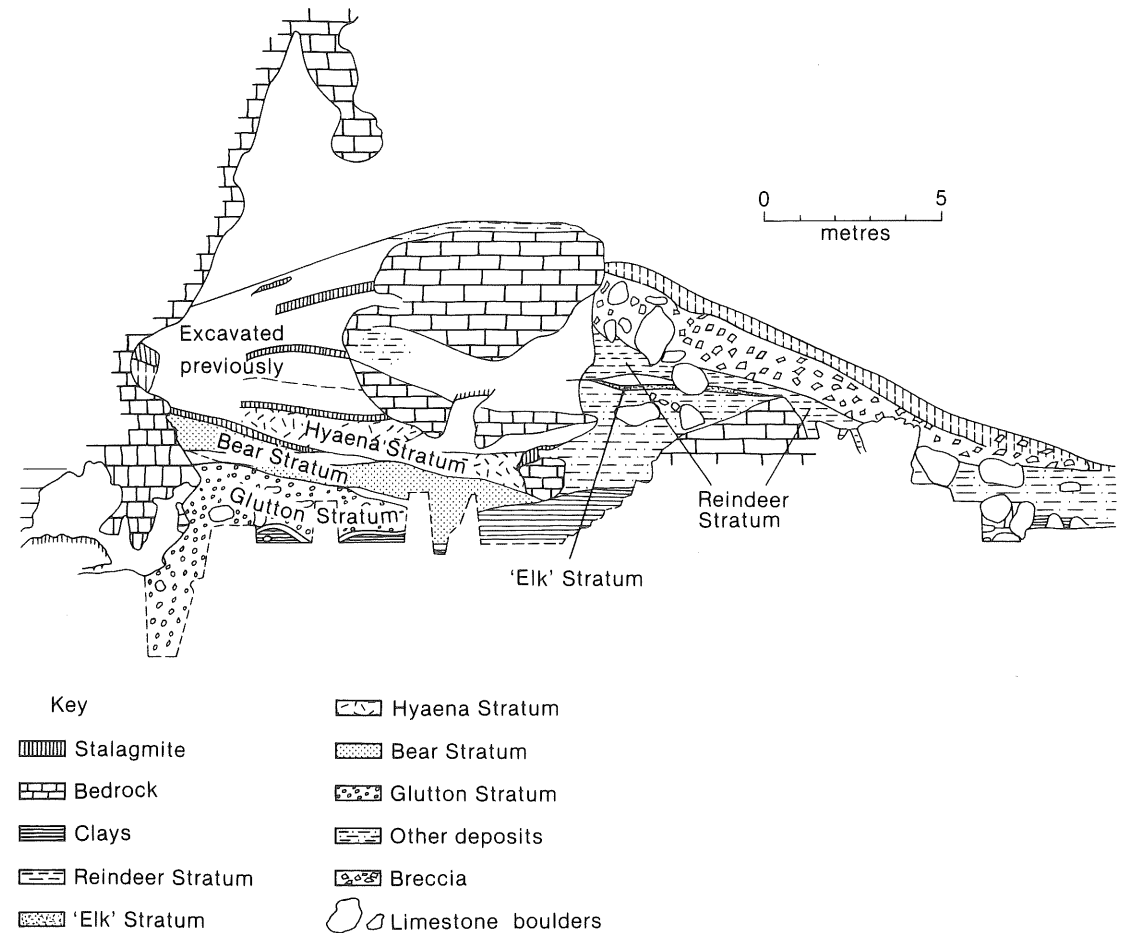 0 5
metres
Excavated
previously
Hyaena Stratum
Bear Stratum
Glutton Stratum
Reindeer
Stratum
'Elk' Stratum
Key
Stalagmite
Bedrock
Clays
Reindeer Stratum
'Elk' Stratum
Hyaena Stratum
Bear Stratum
Glutton Stratum
Other deposits
Breccia
Limestone boulders